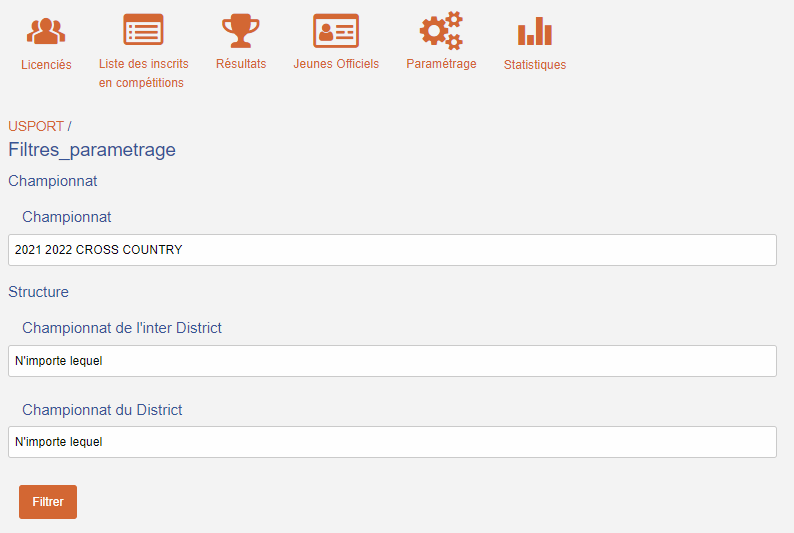 Licenciés
Liste des inscrits
en compétitions
Résultats
Jeunes Officiels
Paramétrage
Statistiques
USPORT /
Filtres_parametrage
Championnat
Championnat
2021 2022 CROSS COUNTRY
Structure
Championnat de l'inter District
N'importe lequel
Championnat du District
N'importe lequel
Filtrer